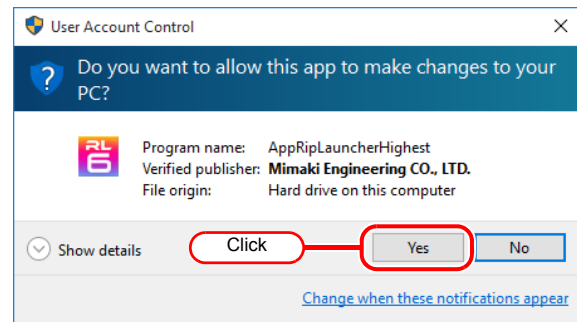 User Account Control
Do you want to allow this app to make changes to your
PC?
RL
6
Program name: AppRipLauncherHighest
Verified publisher: Mimaki Engineering CO., LTD.
File origin: Hard drive on this computer
Show details
Click
Yes
No
Change when these notifications appear